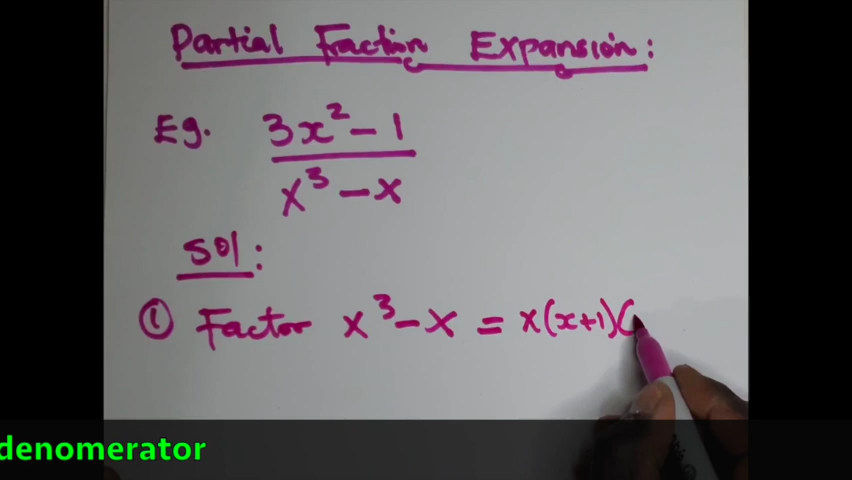 Partial Fraction Expansion:
Eg. 3x² - 1
x³ - x
Sol:
① Factor x³ - x = x(x+1)(
denomerator